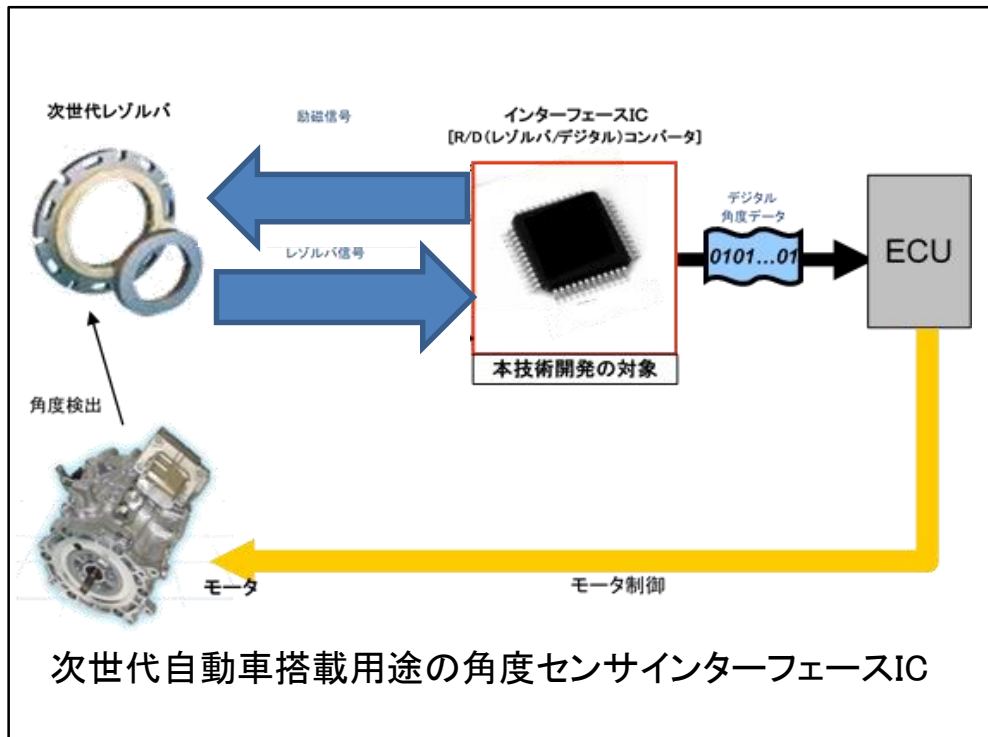 次世代レゾルバ
励磁信号
インターフェースIC
[R/D(レゾルバ/デジタル)コンバータ]
デジタル
角度データ
レゾルバ信号
0101...01
ECU
本技術開発の対象
角度検出
モータ
モータ制御
次世代自動車搭載用途の角度センサインターフェースIC